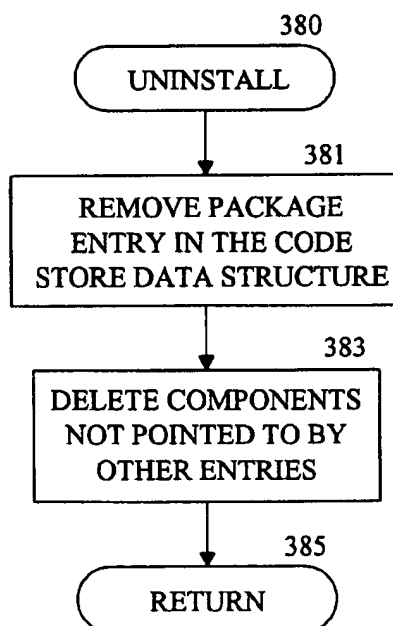 380
UNINSTALL
381
REMOVE PACKAGE
ENTRY IN THE CODE
STORE DATA STRUCTURE
383
DELETE COMPONENTS
NOT POINTED TO BY
OTHER ENTRIES
385
RETURN